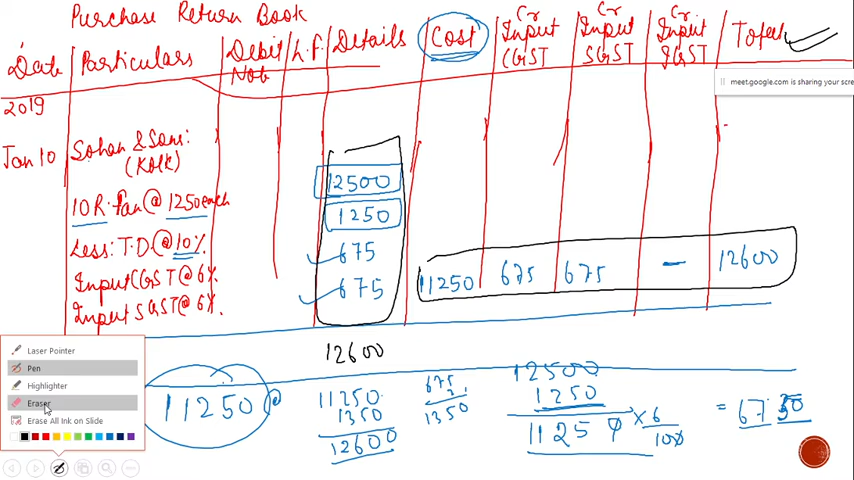 Purchase Return Book
Date Particulars Debit Not L.F Details Cost Cr Input CGST Cr Input SGST Cr Input IGST Total
meet.google.com is sharing your scre
2019
Jan 10 Sohan & Sons: (Kolk)
12500
10 R. Fan @ 1250 each
1250
Less: T.D @ 10%
675
Input CGST @ 6%.
675 11250 675 675 - 12600
Input SGST @ 6%.
12600
Laser Pointer
Pen
Highlighter
Eraser
Erase All Ink on Slide
11250 @
11250
1350
12600
675
1350
12500
1250
11250 × 6/100 = 67